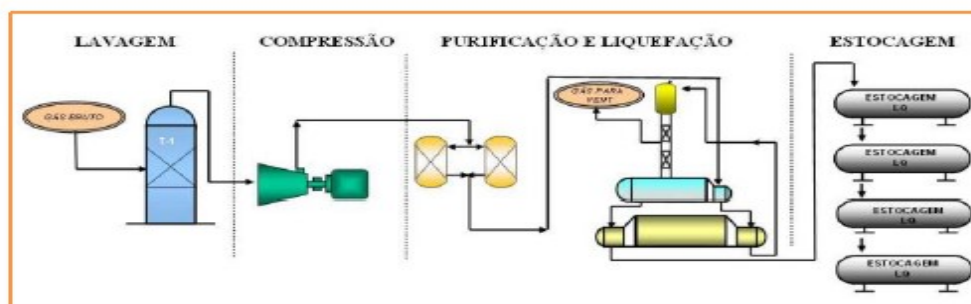 LAVAGEM
COMPRESSÃO
PURIFICAÇÃO E LIQUEFAÇÃO
ESTOCAGEM
GÁS BRUTO
T-1
GÁS PARA
VENT
ESTOCAGEM
LQ
ESTOCAGEM
LQ
ESTOCAGEM
LQ
ESTOCAGEM
LQ